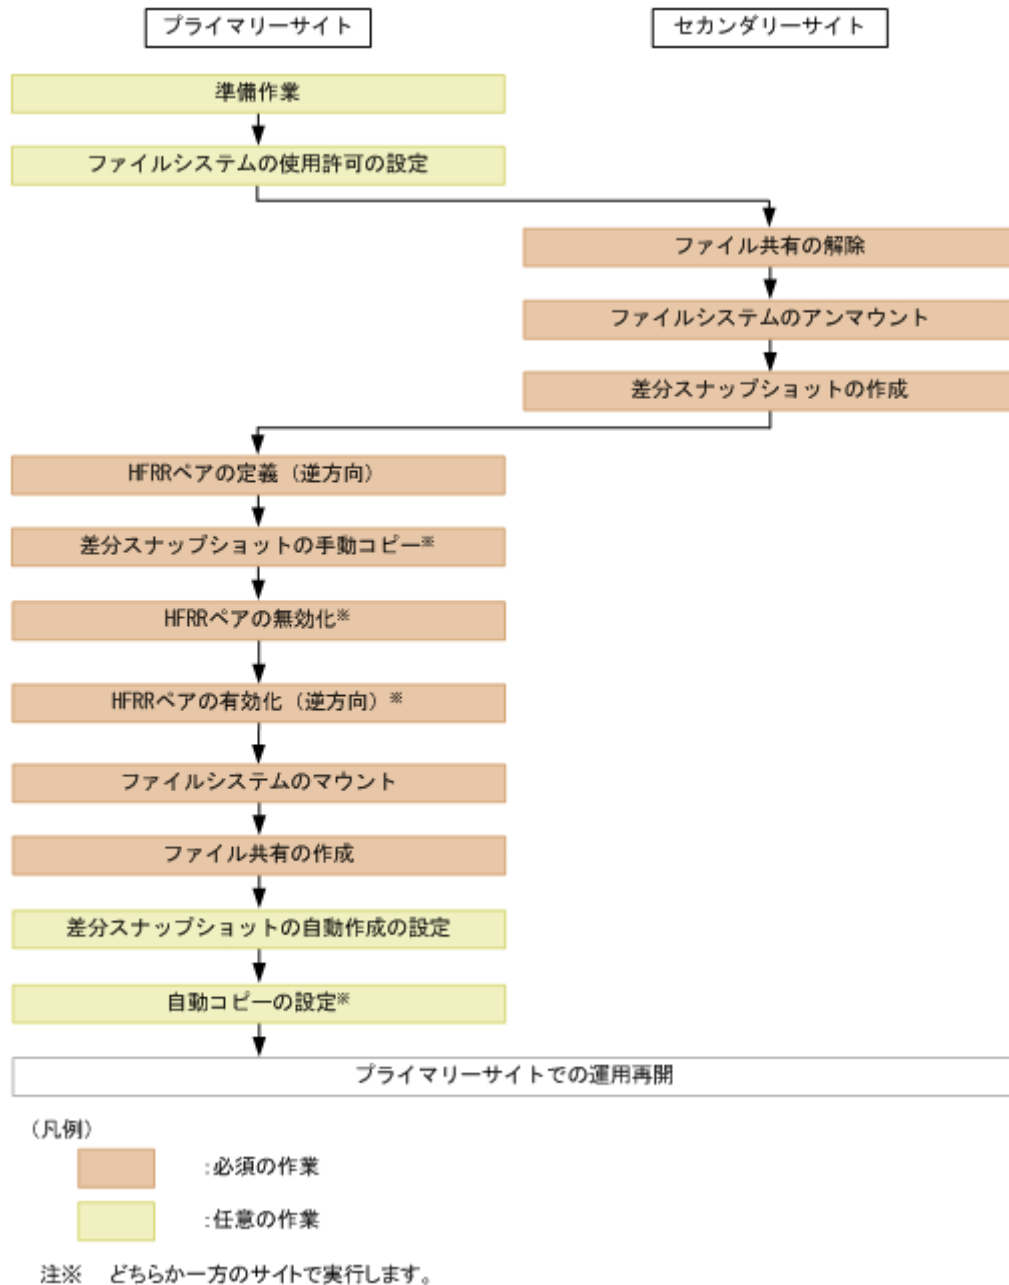 プライマリーサイト
セカンダリーサイト
準備作業
ファイルシステムの使用許可の設定
ファイル共有の解除
ファイルシステムのアンマウント
差分スナップショットの作成
HFRRペアの定義（逆方向）
差分スナップショットの手動コピー※
HFRRペアの無効化※
HFRRペアの有効化（逆方向）※
ファイルシステムのマウント
ファイル共有の作成
差分スナップショットの自動作成の設定
自動コピーの設定※
プライマリーサイトでの運用再開
（凡例）
：必須の作業
：任意の作業
注※　どちらか一方のサイトで実行します。